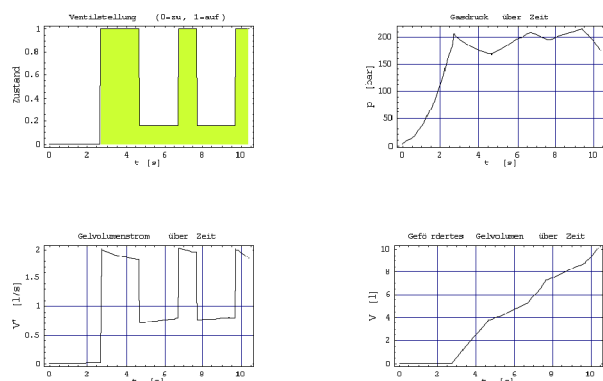 Ventilstellung (0=zu, 1=auf)
Zustand
1
0.8
0.6
0.4
0.2
0
0 2 4 6 8 10
t [s]
Gasdruck über Zeit
p [bar]
200
150
100
50
0
0 2 4 6 8 10
t [s]
Gelvolumenstrom über Zeit
V' [l/s]
2
1.5
1
0.5
0
0 2 4 6 8 10
t [s]
Gefördertes Gelvolumen über Zeit
V [l]
10
8
6
4
2
0
0 2 4 6 8 10
t [s]